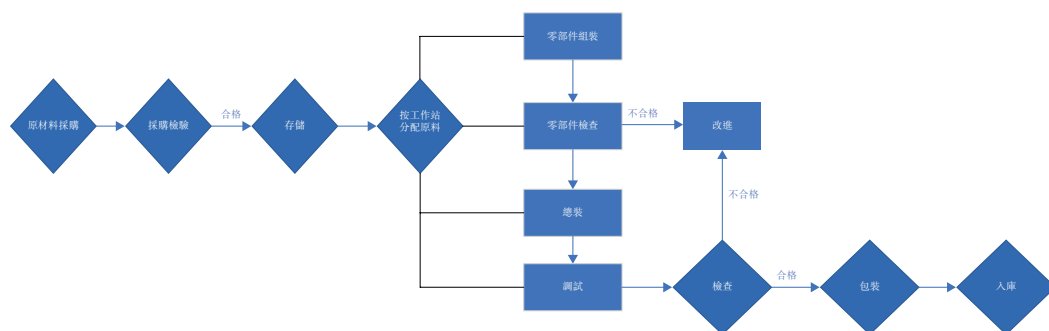 零部件組裝
原材料採購
採購檢驗
合格
存儲
按工作站
分配原料
零部件檢查
不合格
改進
總裝
不合格
調試
檢查
合格
包裝
入庫